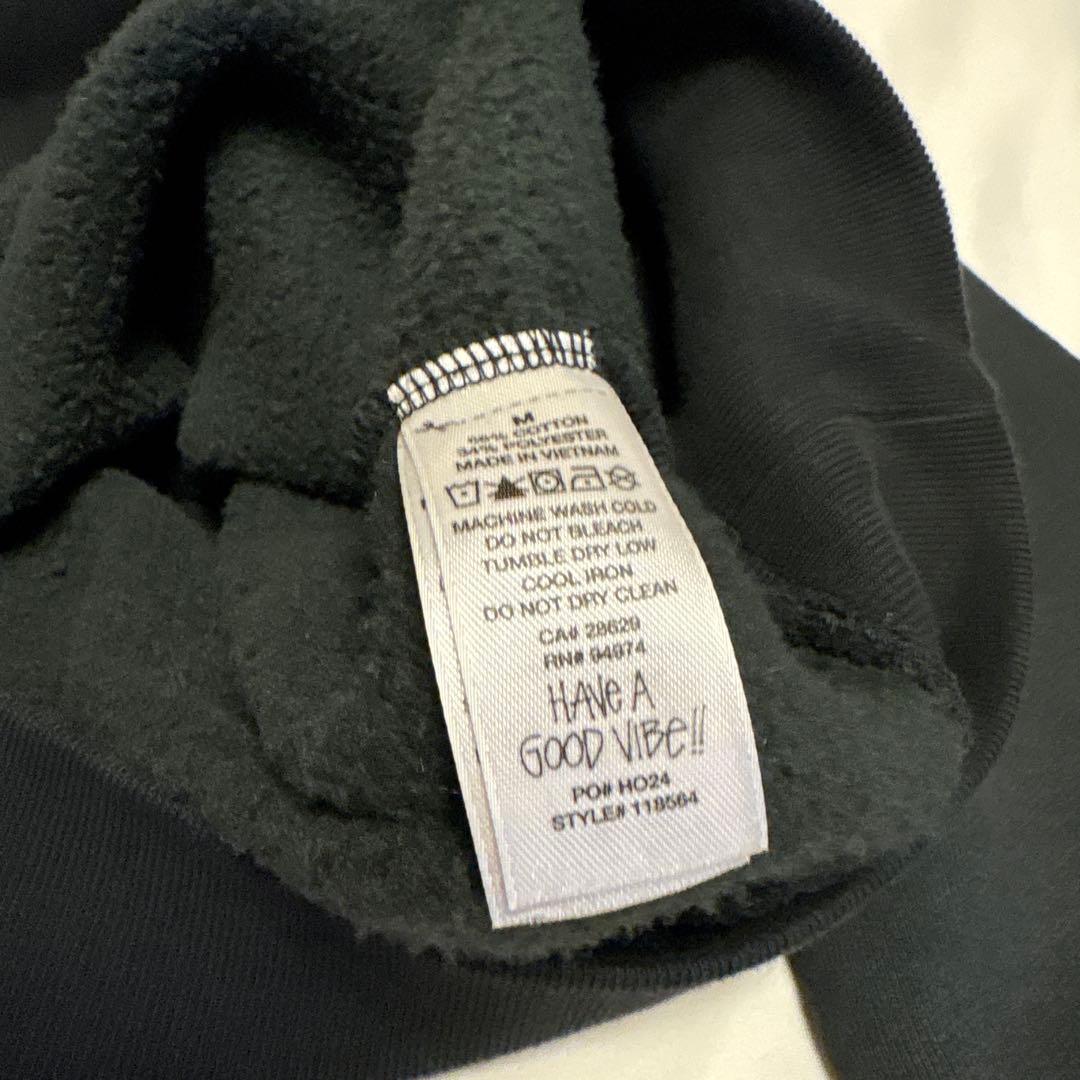 M
66% COTTON
34% POLYESTER
MADE IN VIETNAM
MACHINE WASH COLD
DO NOT BLEACH
TUMBLE DRY LOW
COOL IRON
DO NOT DRY CLEAN
CA# 28629
RN# 94974
HAVE A
GOOD VIBE!!
PO# HO24
STYLE# 118564